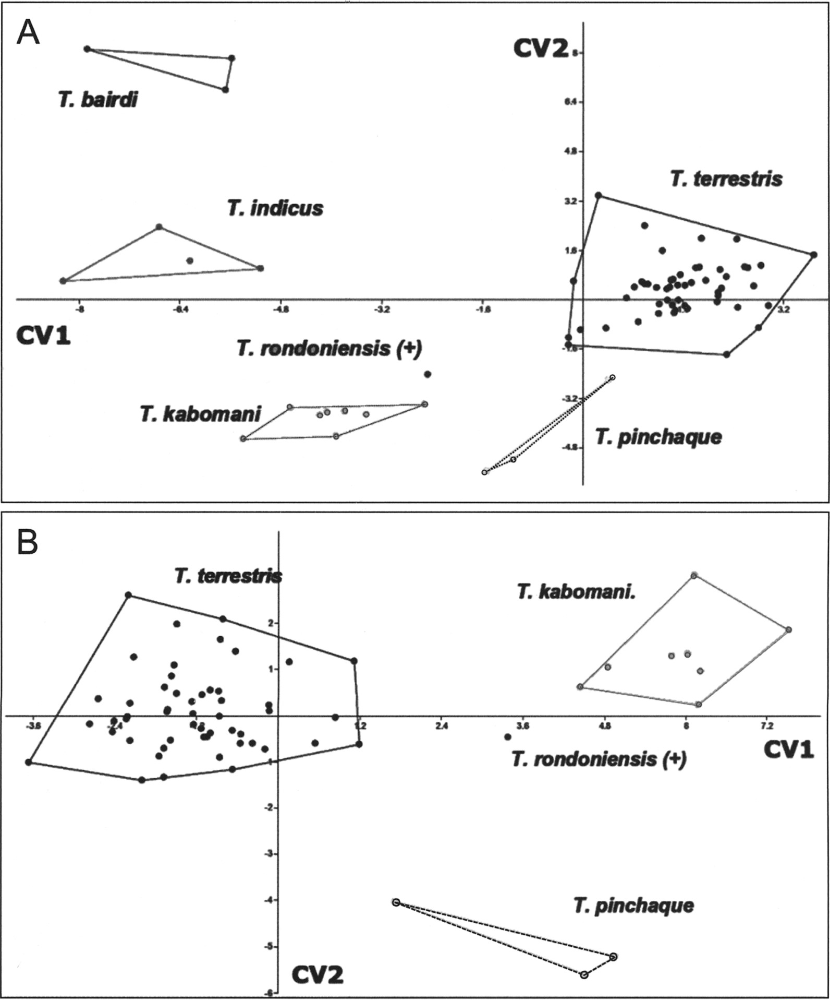 A
CV2
8
6.4
T. bairdi
4.8
T. terrestris
3.2
T. indicus
1.6
-8 -6.4 -4.8 -3.2 -1.6 3.2
CV1
T. rondoniensis (+)
-1.6
T. kabomani
-3.2
T. pinchaque
-4.8
B
T. terrestris
T. kabomani.
2
1
-3.6 -2.4 1.2 2.4 3.6 4.8 6 7.2
CV1
T. rondoniensis (+)
-2
-3
-4
T. pinchaque
-5
CV2
-6